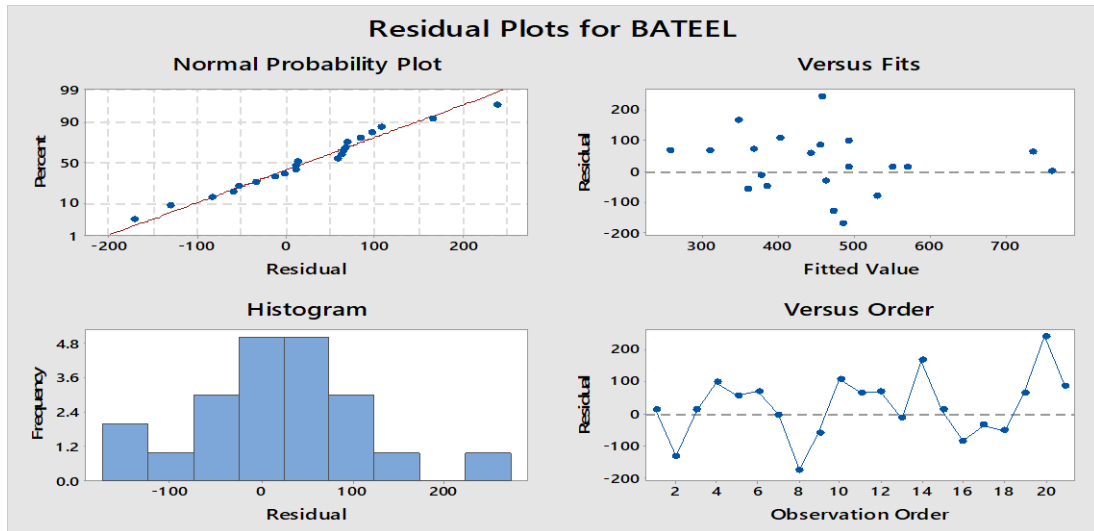 Residual Plots for BATEEL
Normal Probability Plot
99
90
50
10
1
Percent
-200 -100 0 100 200
Residual
Versus Fits
200
100
0
-100
-200
Residual
300 400 500 600 700
Fitted Value
Histogram
4.8
3.6
2.4
1.2
0.0
Frequency
-100 0 100 200
Residual
Versus Order
200
100
0
-100
-200
Residual
2 4 6 8 10 12 14 16 18 20
Observation Order